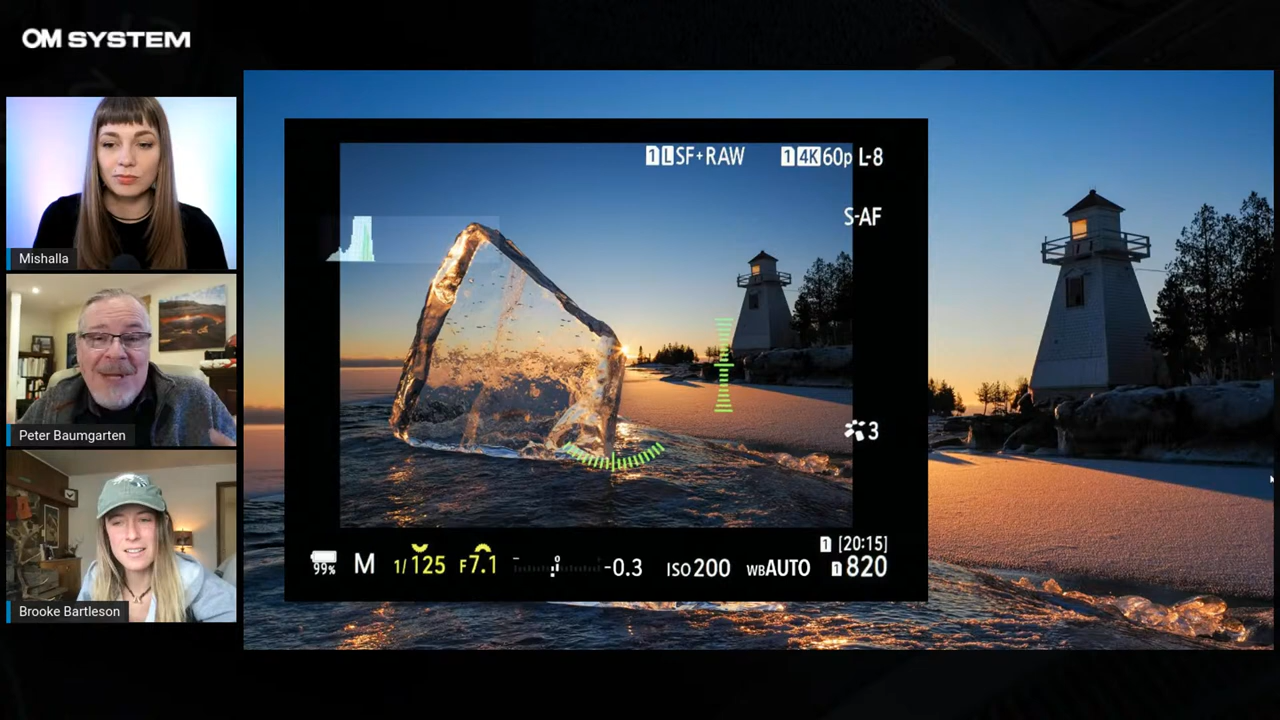 OM SYSTEM
Mishalla
Peter Baumgarten
Brooke Bartleson
1 L SF+RAW 1 4K 60p L-8
S-AF
3
1 [20:15]
99% M 1/125 F7.1 - 0 -0.3 ISO200 WBAUTO 1 820